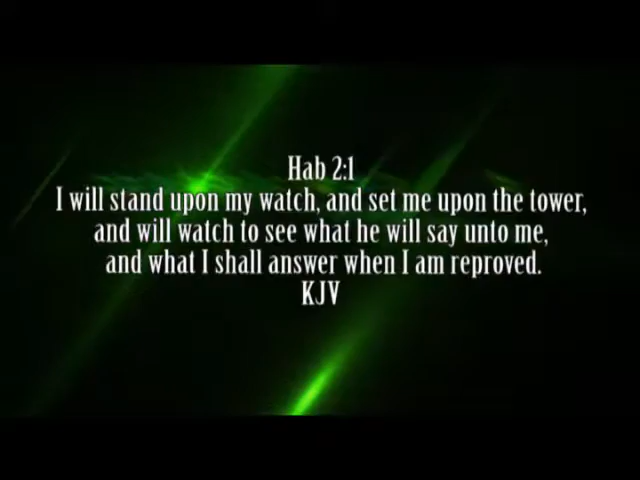 Hab 2:1
I will stand upon my watch, and set me upon the tower,
and will watch to see what he will say unto me,
and what I shall answer when I am reproved.
KJV